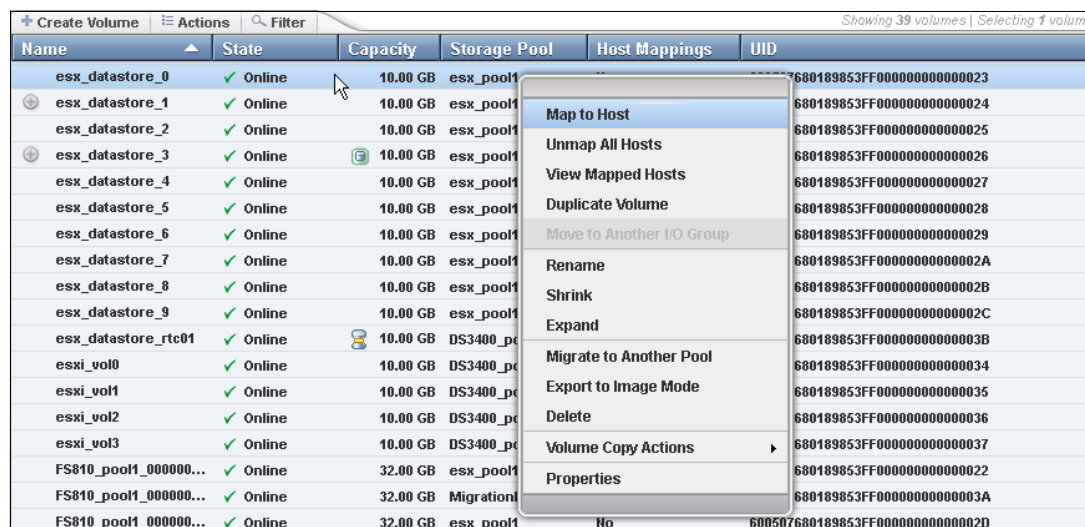 Create Volume Actions Filter Showing 39 volumes | Selecting 1 volum
Name State Capacity Storage Pool Host Mappings UID
esx_datastore_0 Online 10.00 GB esx_pool1 600507680189853FF000000000000023
esx_datastore_1 Online 10.00 GB esx_pool1 680189853FF000000000000024
Map to Host
esx_datastore_2 Online 10.00 GB esx_pool1 680189853FF000000000000025
Unmap All Hosts
esx_datastore_3 Online 10.00 GB esx_pool1 680189853FF000000000000026
View Mapped Hosts
esx_datastore_4 Online 10.00 GB esx_pool1 680189853FF000000000000027
Duplicate Volume
esx_datastore_5 Online 10.00 GB esx_pool1 680189853FF000000000000028
Move to Another I/O Group
esx_datastore_6 Online 10.00 GB esx_pool1 680189853FF000000000000029
esx_datastore_7 Online 10.00 GB esx_pool1 680189853FF00000000000002A
Rename
esx_datastore_8 Online 10.00 GB esx_pool1 680189853FF00000000000002B
Shrink
esx_datastore_9 Online 10.00 GB esx_pool1 680189853FF00000000000002C
Expand
esx_datastore_rtc01 Online 10.00 GB DS3400_po 680189853FF00000000000003B
Migrate to Another Pool
esxi_vol0 Online 10.00 GB DS3400_po 680189853FF000000000000034
Export to Image Mode
esxi_vol1 Online 10.00 GB DS3400_po 680189853FF000000000000035
Delete
esxi_vol2 Online 10.00 GB DS3400_po 680189853FF000000000000036
esxi_vol3 Online 10.00 GB DS3400_po 680189853FF000000000000037
Volume Copy Actions
FS810_pool1_000000... Online 32.00 GB esx_pool1 680189853FF000000000000022
Properties
FS810_pool1_000000... Online 32.00 GB Migration 680189853FF00000000000003A
FS810_pool1_000000... Online 32.00 GB esx_pool1 No 600507680189853FF00000000000002D